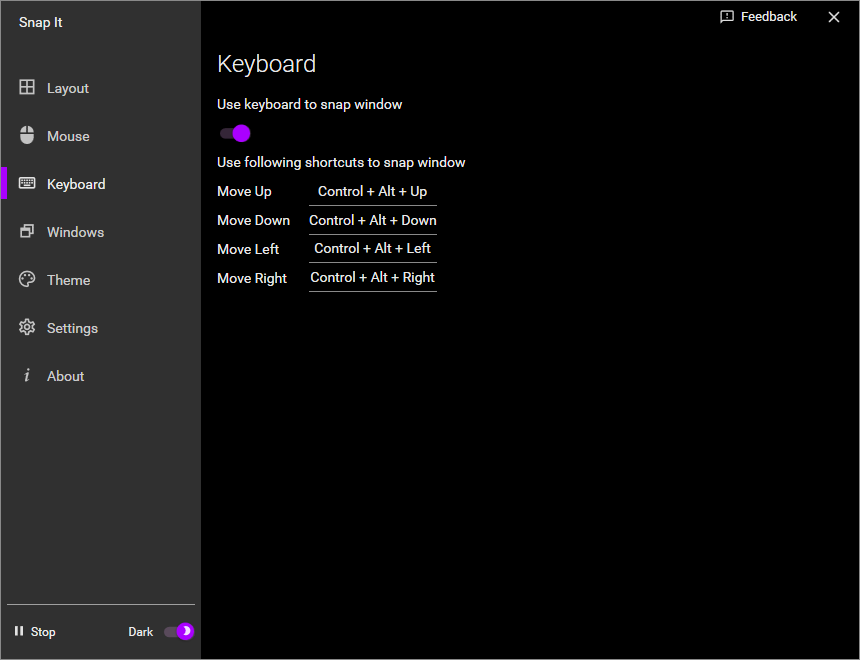 Snap It
Feedback
Layout
Mouse
Keyboard
Windows
Theme
Settings
About
Stop
Dark
Keyboard
Use keyboard to snap window
Use following shortcuts to snap window
Move Up Control + Alt + Up
Move Down Control + Alt + Down
Move Left Control + Alt + Left
Move Right Control + Alt + Right